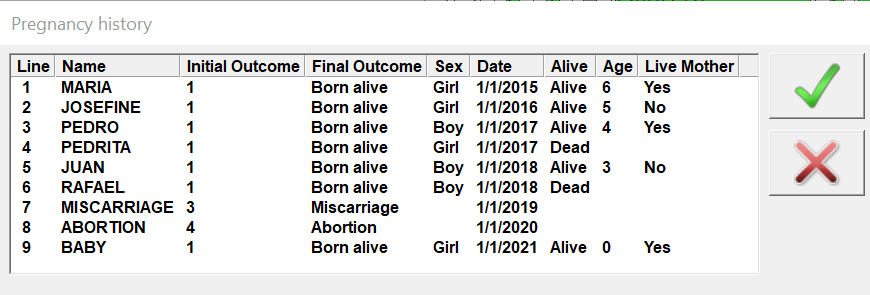 Pregnancy history
Line Name Initial Outcome Final Outcome Sex Date Alive Age Live Mother
1 MARIA 1 Born alive Girl 1/1/2015 Alive 6 Yes
2 JOSEFINE 1 Born alive Girl 1/1/2016 Alive 5 No
3 PEDRO 1 Born alive Boy 1/1/2017 Alive 4 Yes
4 PEDRITA 1 Born alive Girl 1/1/2017 Dead
5 JUAN 1 Born alive Boy 1/1/2018 Alive 3 No
6 RAFAEL 1 Born alive Boy 1/1/2018 Dead
7 MISCARRIAGE 3 Miscarriage 1/1/2019
8 ABORTION 4 Abortion 1/1/2020
9 BABY 1 Born alive Girl 1/1/2021 Alive 0 Yes